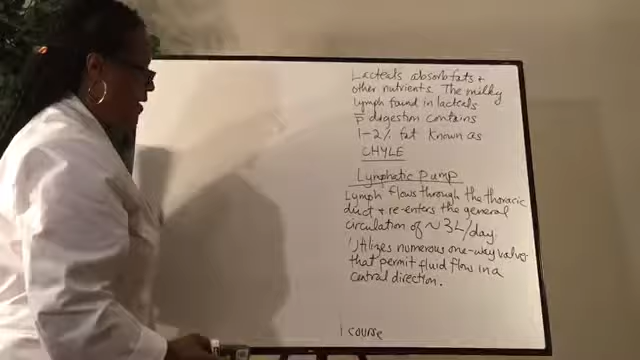 Lacteals absorb fats +
other nutrients. The milky
lymph found in lacteals
p̄ digestion contains
1-2% fat known as
CHYLE
Lymphatic Pump
Lymph flows through the thoracic
duct + re-enters the general
circulation of ~3L/day.
Utilizes numerous one-way valves
that permit fluid flow in a
central direction.
1 course